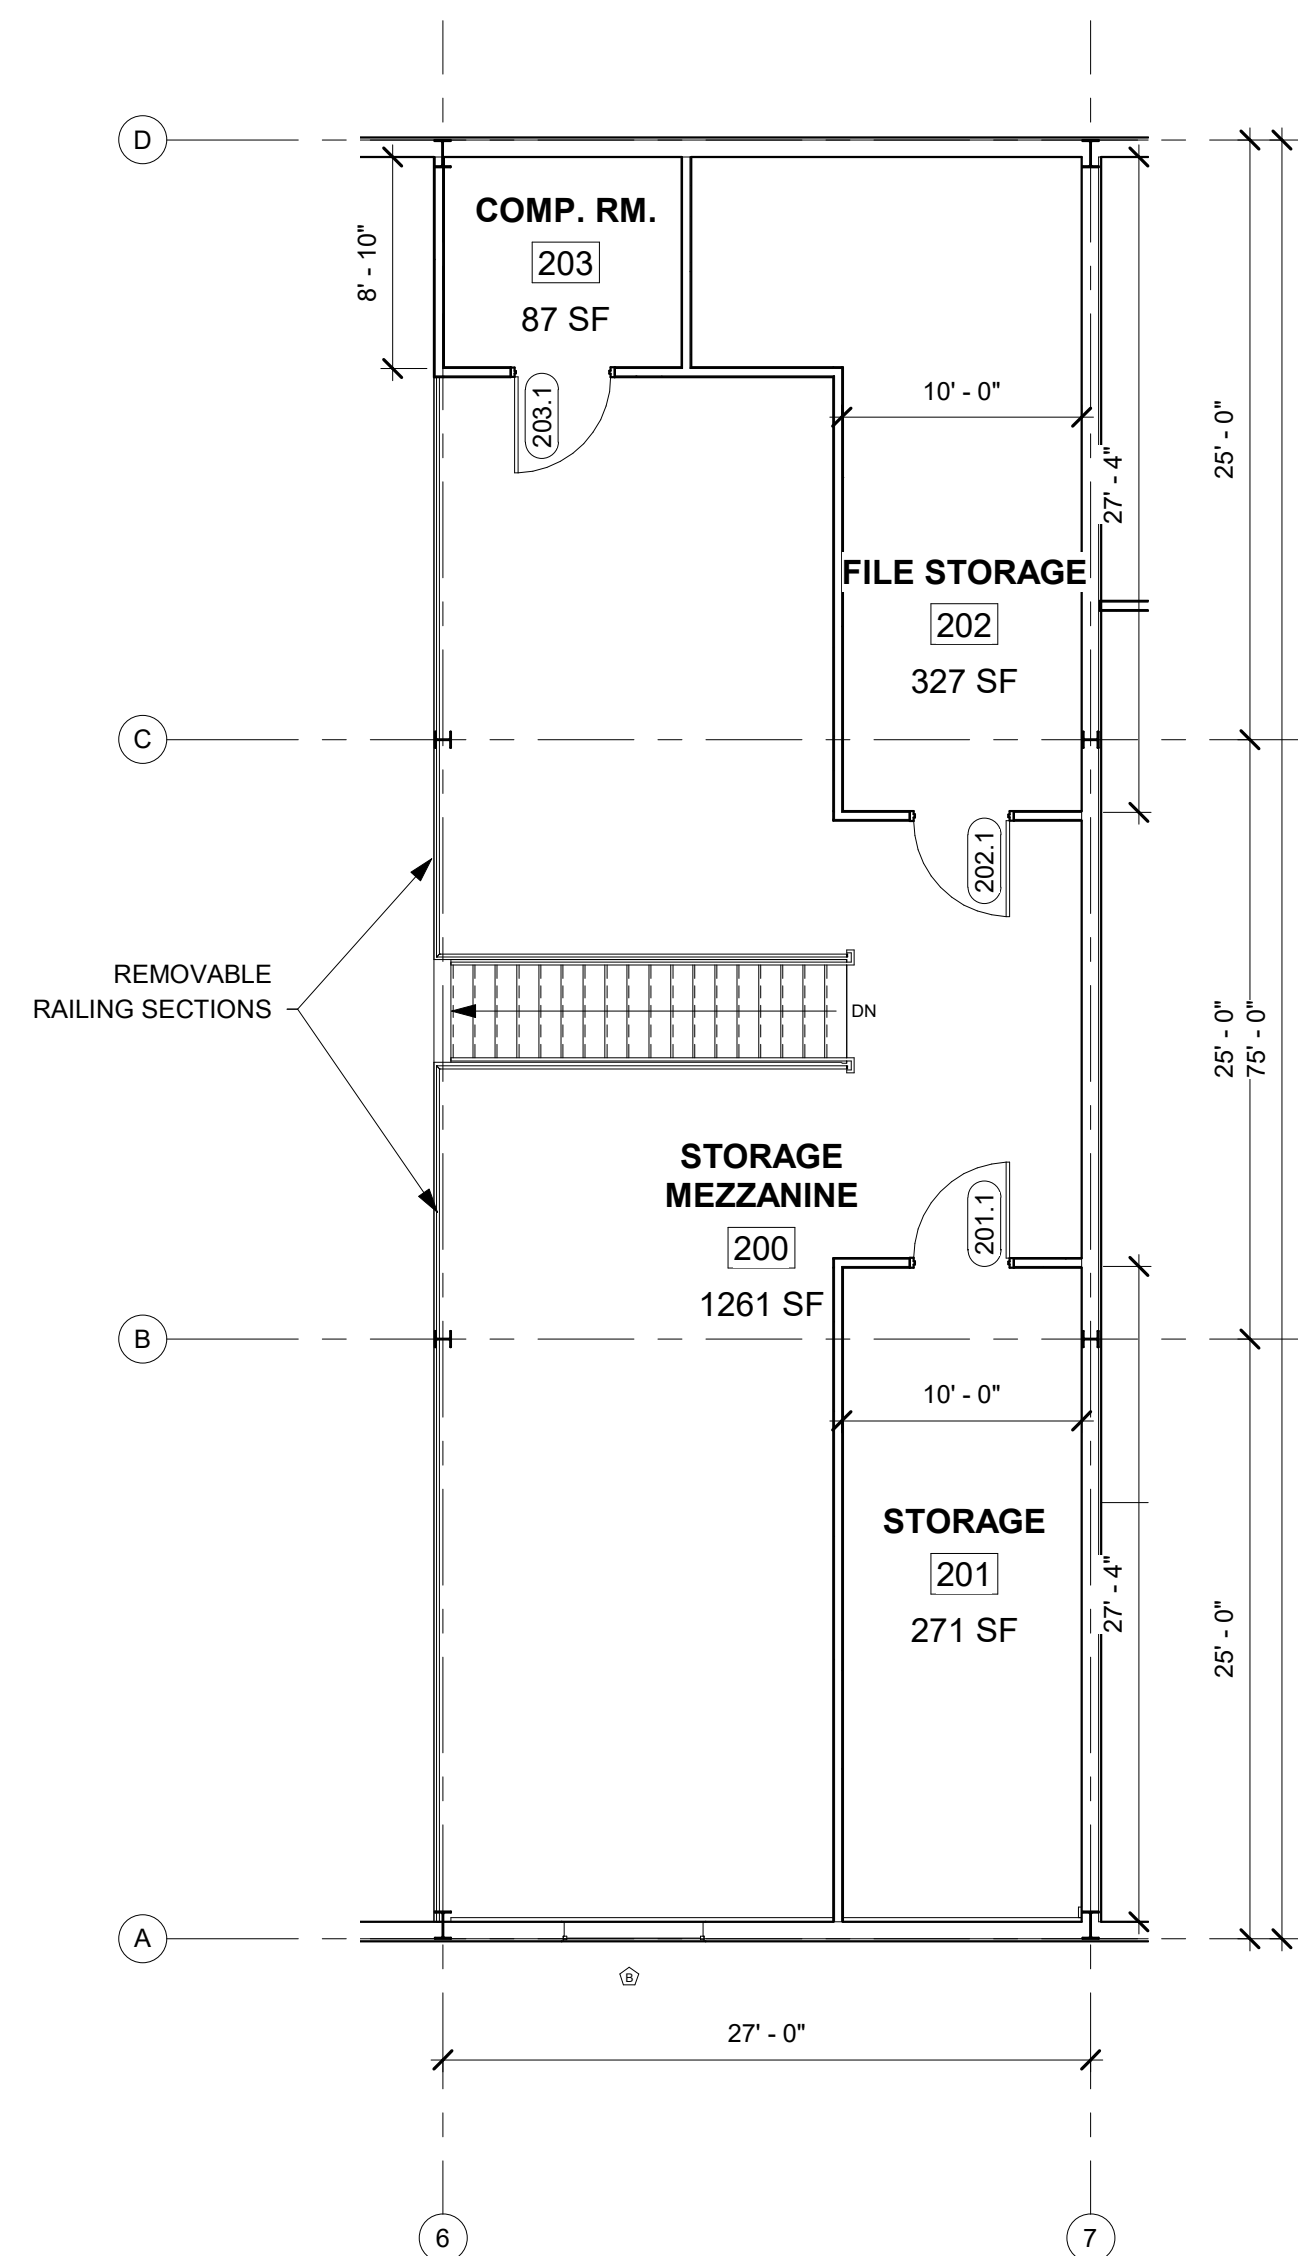 D
COMP. RM.
203
87 SF
8' - 10"
203.1
10' - 0"
27' - 4"
25' - 0"
FILE STORAGE
202
327 SF
C
202.1
REMOVABLE
RAILING SECTIONS
DN
25' - 0"
75' - 0"
STORAGE
MEZZANINE
200
1261 SF
201.1
B
10' - 0"
STORAGE
201
271 SF
27' - 4"
25' - 0"
A
B
27' - 0"
6
7